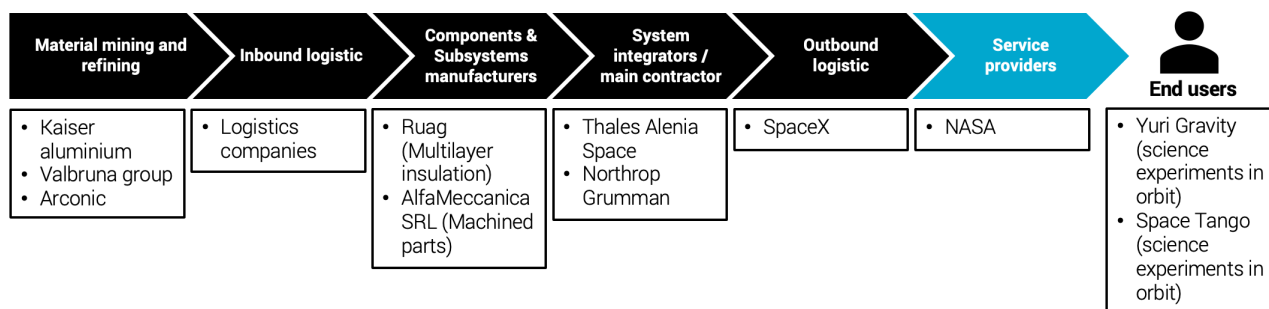 Material mining and
refining
Inbound logistic
Components &
Subsystems
manufacturers
System
integrators /
main contractor
Outbound
logistic
Service
providers
End users
• Kaiser
aluminium
• Valbruna group
• Arconic
• Logistics
companies
• Ruag
(Multilayer
insulation)
• AlfaMeccanica
SRL (Machined
parts)
• Thales Alenia
Space
• Northrop
Grumman
• SpaceX
• NASA
• Yuri Gravity
(science
experiments in
orbit)
• Space Tango
(science
experiments in
orbit)